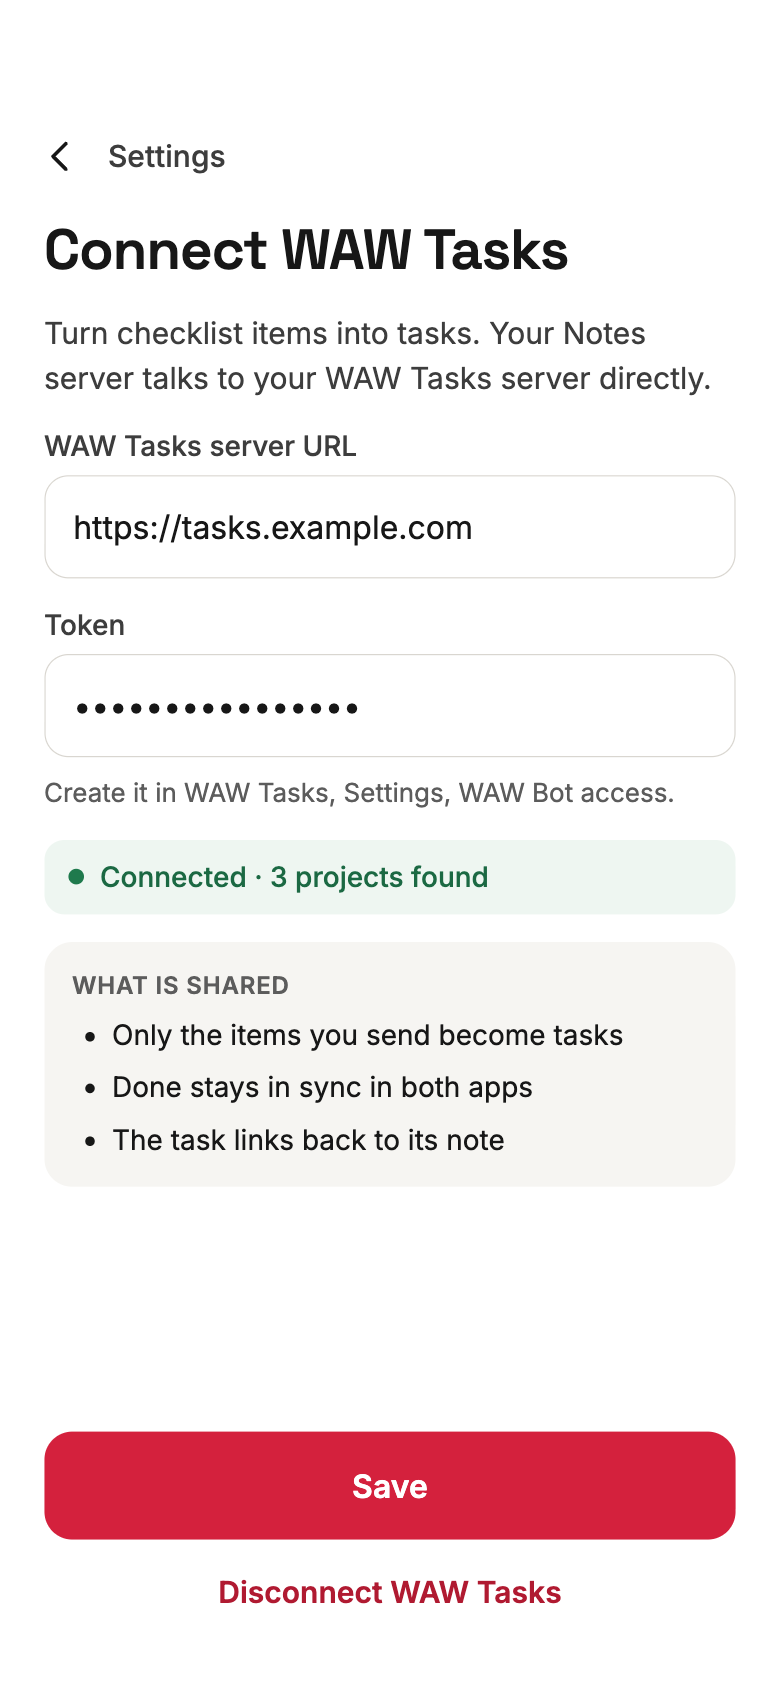 Settings
Connect WAW Tasks
Turn checklist items into tasks. Your Notes
server talks to your WAW Tasks server directly.
WAW Tasks server URL
https://tasks.example.com
Token
••••••••••••••••
Create it in WAW Tasks, Settings, WAW Bot access.
Connected · 3 projects found
WHAT IS SHARED
• Only the items you send become tasks
• Done stays in sync in both apps
• The task links back to its note
Save
Disconnect WAW Tasks